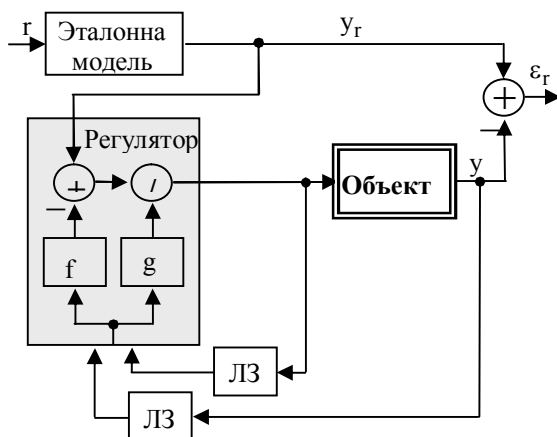 r
Эталонна
модель
y_r
ε_r
Регулятор
Объект
y
f
g
ЛЗ
ЛЗ